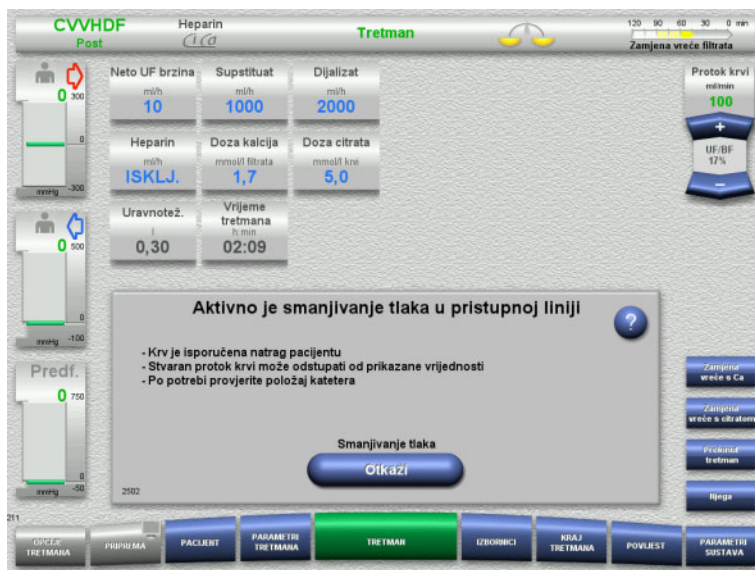 CVVHDF
Post
Heparin
Ci Ca
Tretman
120 90 60 30 0 min
Zamjena vreće filtrata
0
300
0
-300
mmHg
0
500
0
-100
mmHg
Predf.
0
750
0
-50
mmHg
Neto UF brzina
ml/h
10
Supstituat
ml/h
1000
Dijalizat
ml/h
2000
Heparin
ml/h
ISKLJ.
Doza kalcija
mmol/l filtrata
1,7
Doza citrata
mmol/l krvi
5,0
Uravnotež.
l
0,30
Vrijeme
tretmana
h:min
02:09
Protok krvi
ml/min
100
+
UF/BF
17%
–
Aktivno je smanjivanje tlaka u pristupnoj liniji
?
- Krv je isporučena natrag pacijentu
- Stvaran protok krvi može odstupati od prikazane vrijednosti
- Po potrebi provjerite položaj katetera
Smanjivanje tlaka
Otkaži
2502
Zamjena
vreće s Ca
Zamjena
vreće s citratom
Prekinuť
tretman
Njega
211
OPCIJE
TRETMANA
PRIPREMA
PACIJENT
PARAMETRI
TRETMANA
TRETMAN
IZBORNICI
KRAJ
TRETMANA
POVIJEST
PARAMETRI
SUSTAVA